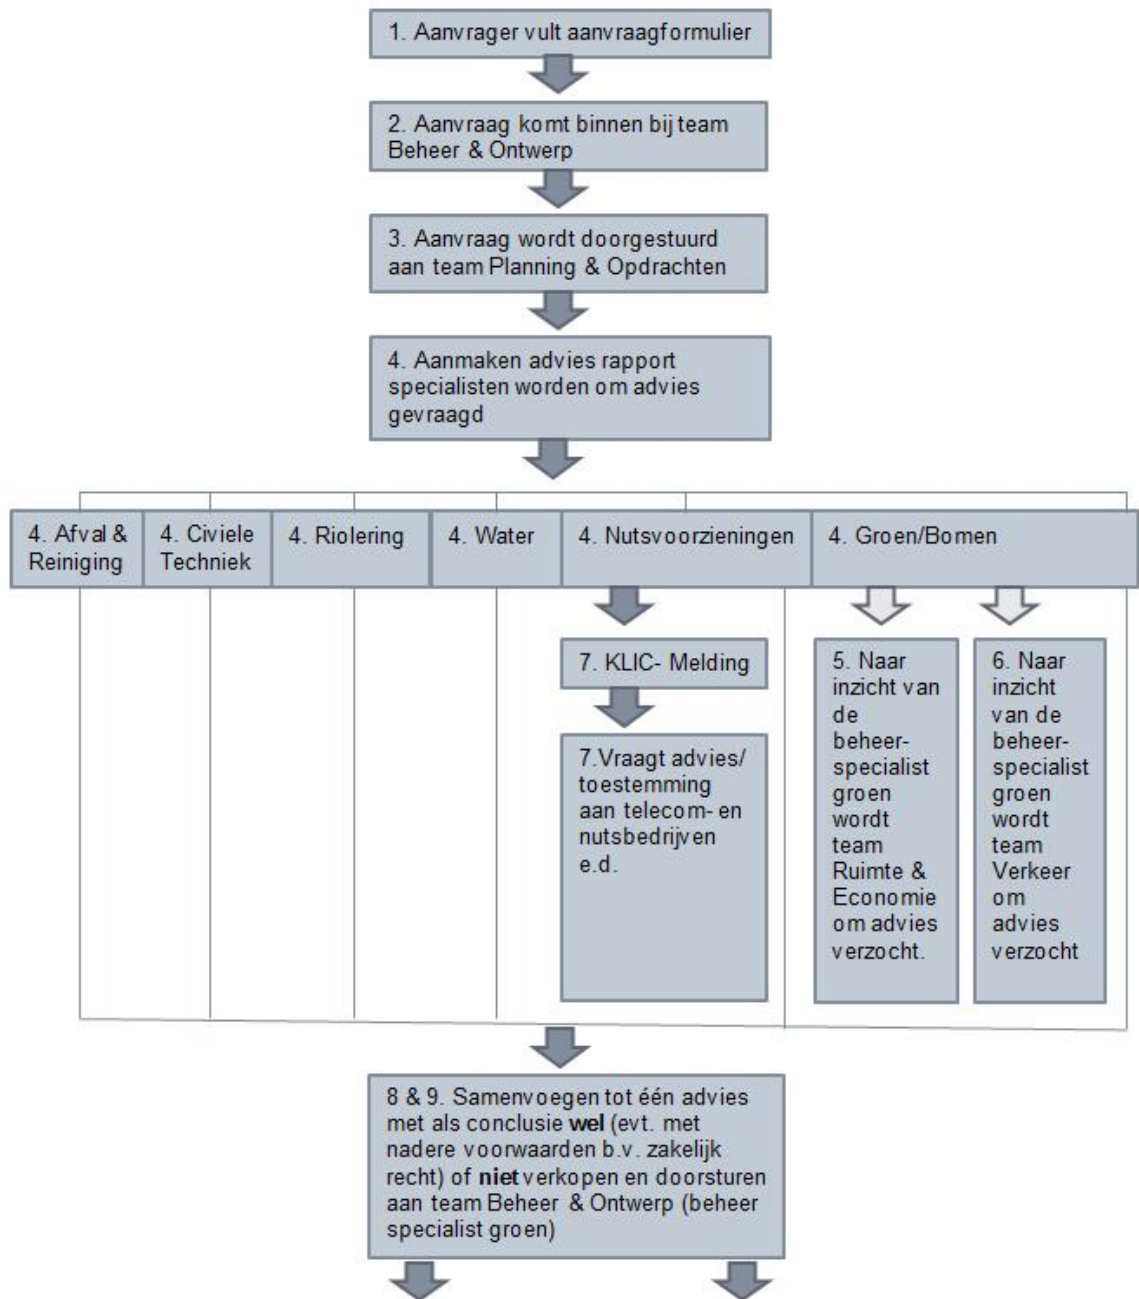 1. Aanvrager vult aanvraagformulier
2. Aanvraag komt binnen bij team
Beheer & Ontwerp
3. Aanvraag wordt doorgestuurd
aan team Planning & Opdrachten
4. Aanmaken advies rapport
specialisten worden om advies
gevraagd
4. Afval &
Reiniging
4. Civiele
Techniek
4. Riolering
4. Water
4. Nutsvoorzieningen
4. Groen/Bomen
7. KLIC- Melding
7.Vraagt advies/
toestemming
aan telecom- en
nutsbedrijven
e.d.
5. Naar
inzicht van
de
beheer-
specialist
groen
wordt
team
Ruimte &
Economie
om advies
verzocht.
6. Naar
inzicht
van de
beheer-
specialist
groen
wordt
team
Verkeer
om
advies
verzocht
8 & 9. Samenvoegen tot één advies
met als conclusie wel (evt. met
nadere voorwaarden b.v. zakelijk
recht) of niet verkopen en doorsturen
aan team Beheer & Ontwerp (beheer
specialist groen)